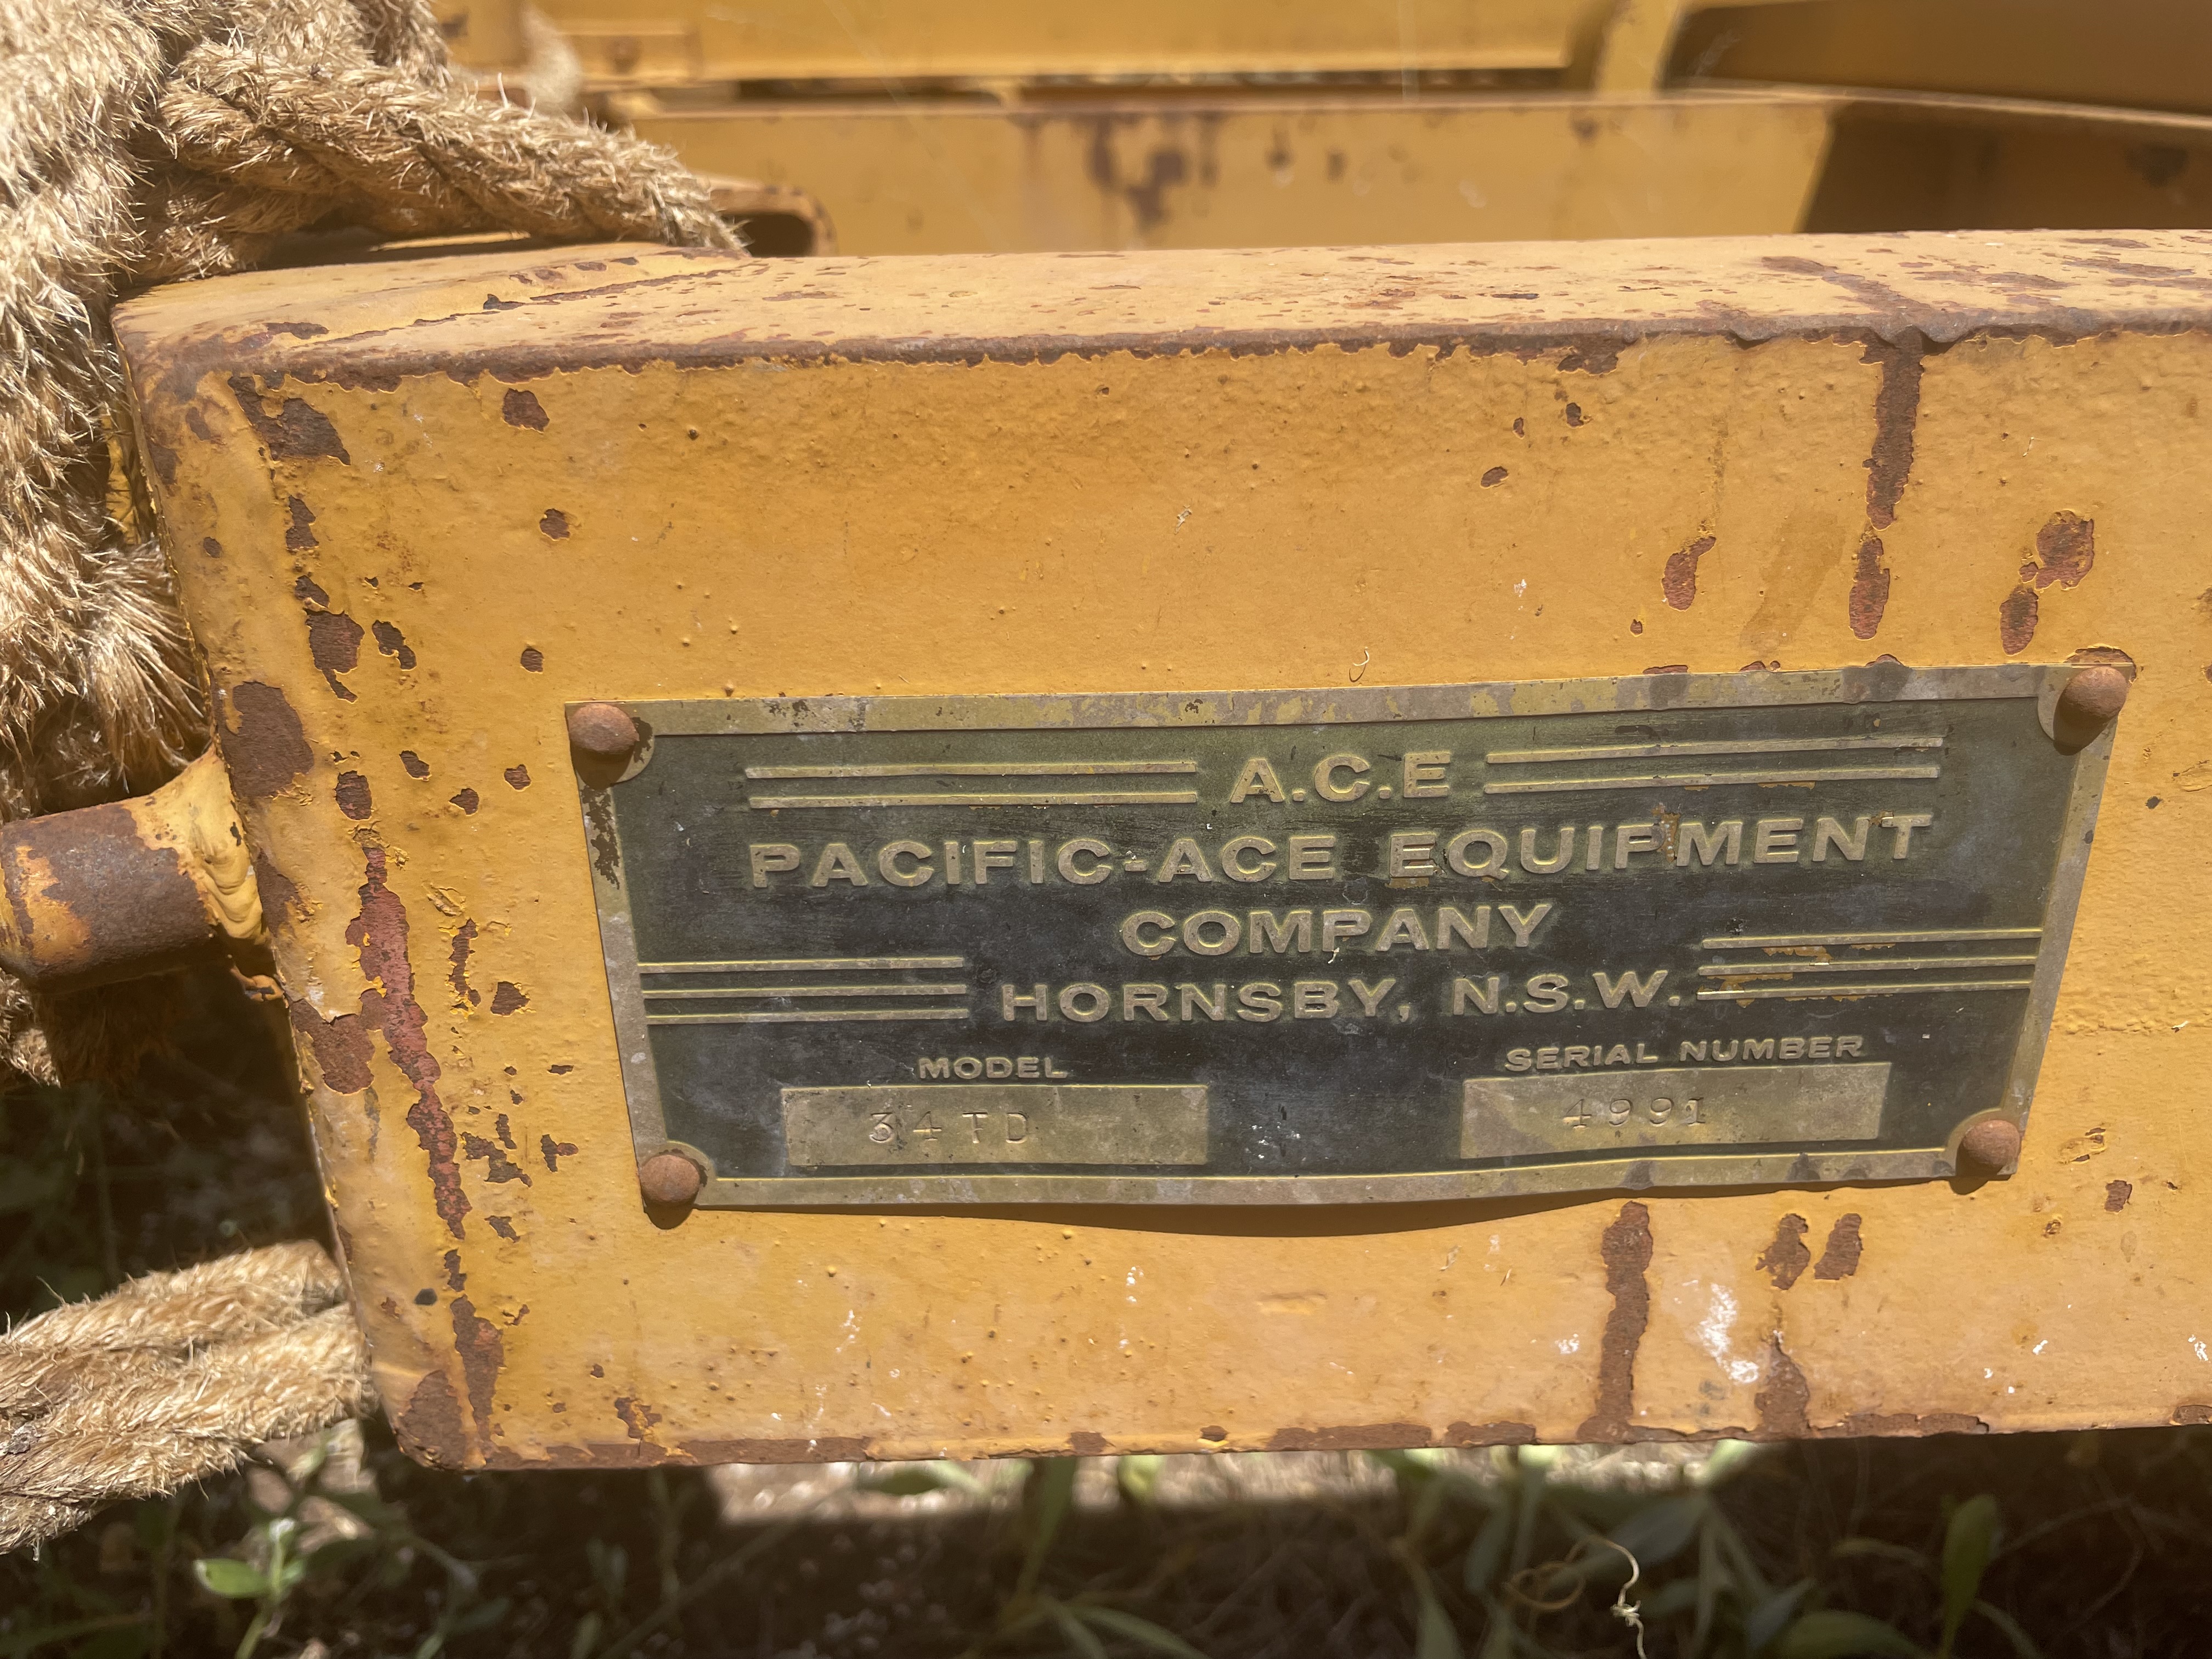 A.C.E
PACIFIC-ACE EQUIPMENT
COMPANY
HORNSBY, N.S.W.
MODEL SERIAL NUMBER
34TD 4991